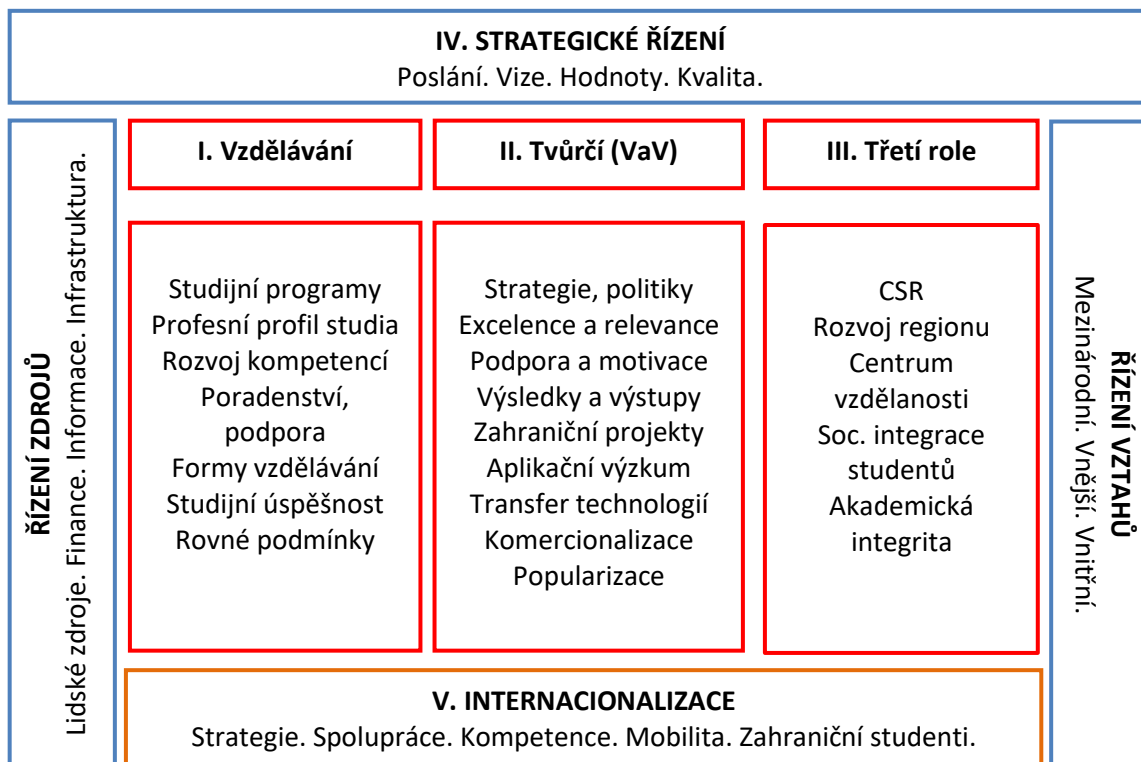 IV. STRATEGICKÉ ŘÍZENÍ
Poslání. Vize. Hodnoty. Kvalita.
ŘÍZENÍ ZDROJŮ
Lidské zdroje. Finance. Informace. Infrastruktura.
I. Vzdělávání
Studijní programy
Profesní profil studia
Rozvoj kompetencí
Poradenství,
podpora
Formy vzdělávání
Studijní úspěšnost
Rovné podmínky
II. Tvůrčí (VaV)
Strategie, politiky
Excelence a relevance
Podpora a motivace
Výsledky a výstupy
Zahraniční projekty
Aplikační výzkum
Transfer technologií
Komercionalizace
Popularizace
III. Třetí role
CSR
Rozvoj regionu
Centrum
vzdělanosti
Soc. integrace
studentů
Akademická
integrita
ŘÍZENÍ VZTAHŮ
Mezinárodní. Vnější. Vnitřní.
V. INTERNACIONALIZACE
Strategie. Spolupráce. Kompetence. Mobilita. Zahraniční studenti.